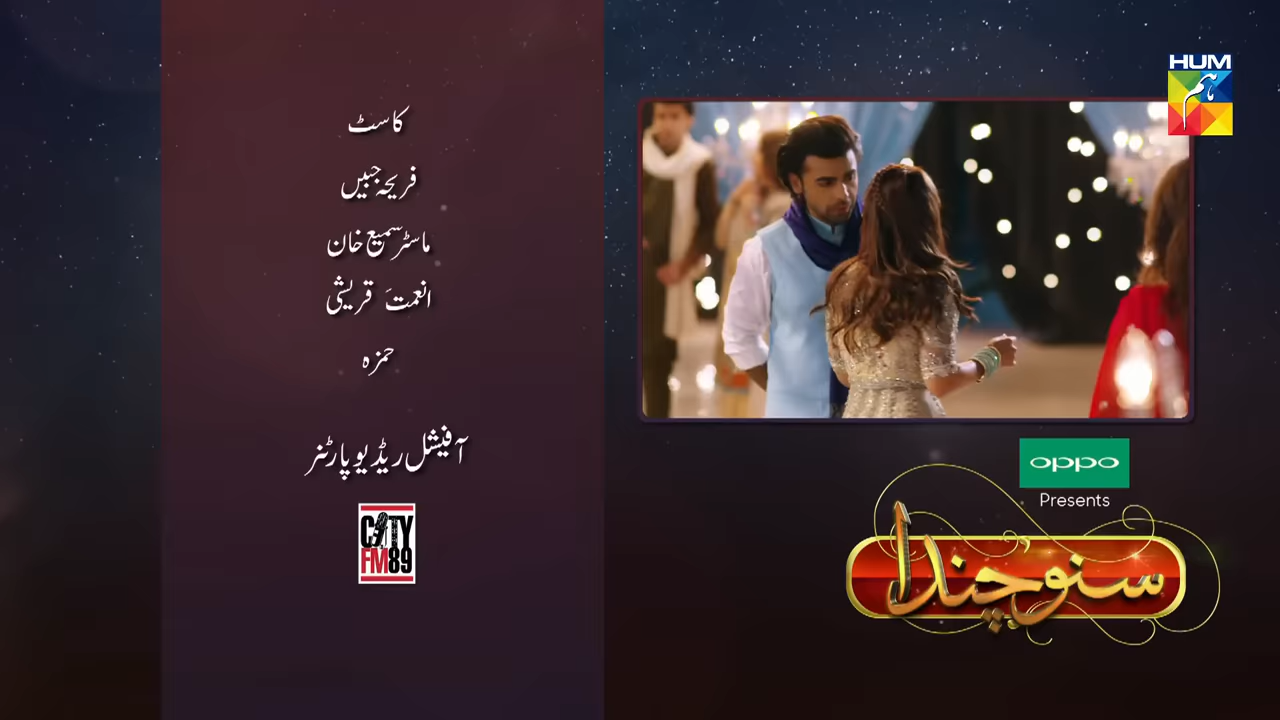 کاسٹ
فریحہ جبیں
ماسٹر سمیع خان
انعمتَ قریشی
حمزہ
آفیشل ریڈیو پارٹنر
CITY
FM89
HUM
ہم
oppo
Presents
سنو چندا